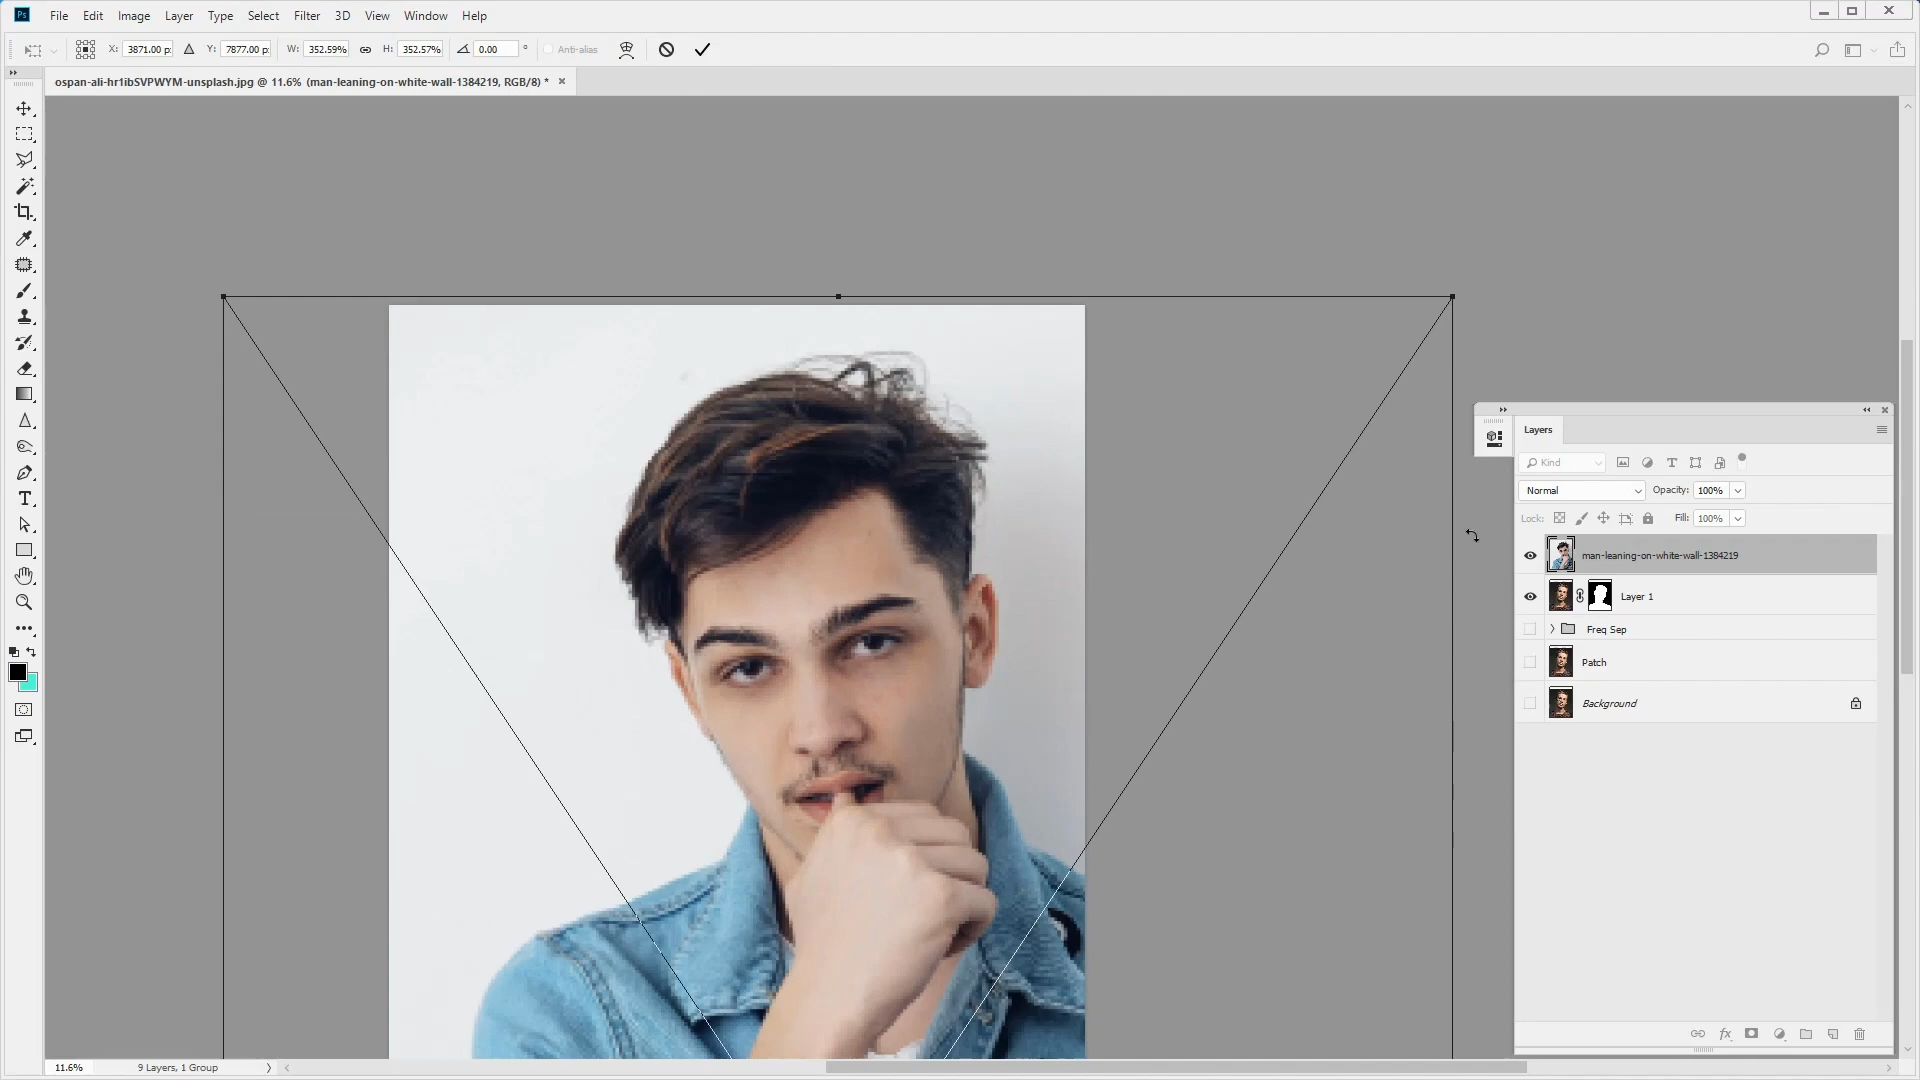 Ps File Edit Image Layer Type Select Filter 3D View Window Help
X: 3871.00 p: Y: 7877.00 p: W: 352.59% H: 352.57% 0.00 ° Anti-alias
ospan-ali-hr1ibSVPWYM-unsplash.jpg @ 11.6% (man-leaning-on-white-wall-1384219, RGB/8) *
Layers
Kind
Normal Opacity: 100%
Lock: Fill: 100%
man-leaning-on-white-wall-1384219
Layer 1
Freq Sep
Patch
Background
fx
11.6% 9 Layers, 1 Group